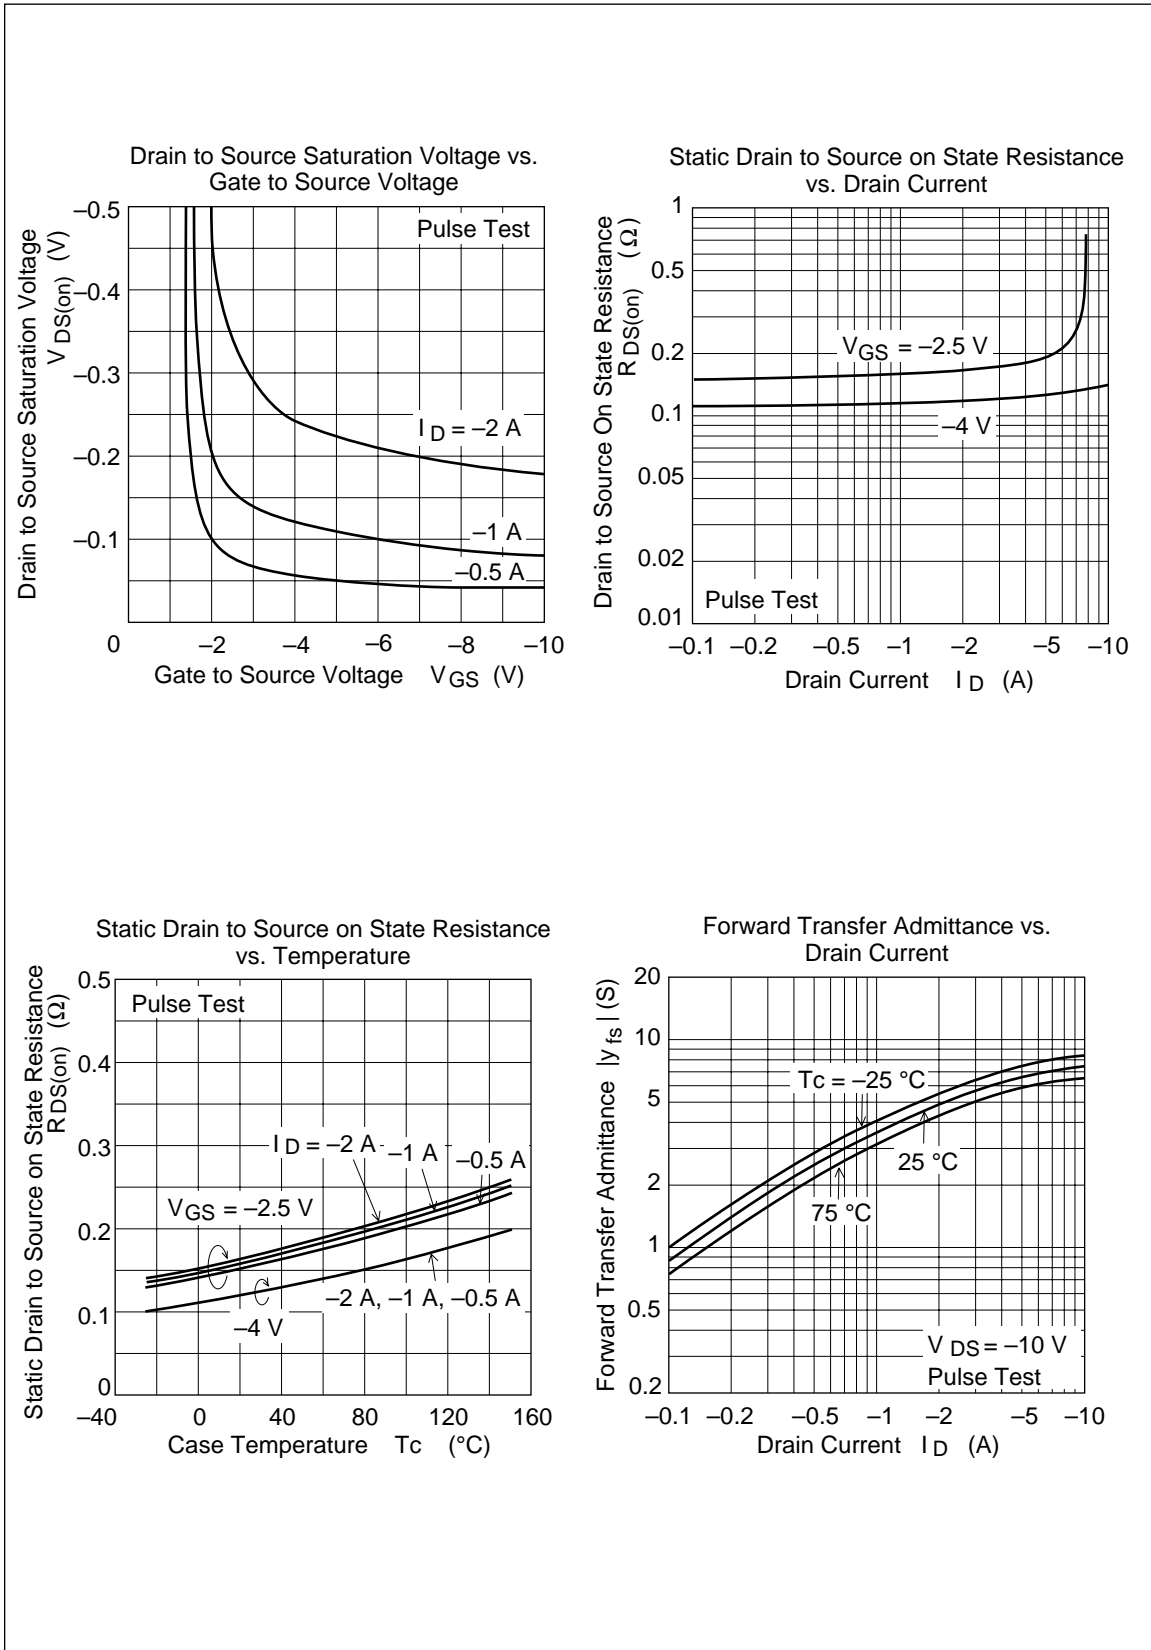 Drain to Source Saturation Voltage vs.
Gate to Source Voltage
Drain to Source Saturation Voltage
V DS(on) (V)
–0.5
–0.4
–0.3
–0.2
–0.1
Pulse Test
I D = –2 A
–1 A
–0.5 A
0 –2 –4 –6 –8 –10
Gate to Source Voltage V GS (V)
Static Drain to Source on State Resistance
vs. Drain Current
Drain to Source On State Resistance
R DS(on) (Ω)
1
0.5
0.2
0.1
0.05
0.02
0.01
V GS = –2.5 V
–4 V
Pulse Test
–0.1 –0.2 –0.5 –1 –2 –5 –10
Drain Current I D (A)
Static Drain to Source on State Resistance
vs. Temperature
Static Drain to Source on State Resistance
R DS(on) (Ω)
0.5
0.4
0.3
0.2
0.1
0
Pulse Test
I D = –2 A
–1 A
–0.5 A
V GS = –2.5 V
–2 A, –1 A, –0.5 A
–4 V
–40 0 40 80 120 160
Case Temperature Tc (°C)
Forward Transfer Admittance vs.
Drain Current
Forward Transfer Admittance |y fs | (S)
20
10
5
2
1
0.5
0.2
Tc = –25 °C
25 °C
75 °C
V DS = –10 V
Pulse Test
–0.1 –0.2 –0.5 –1 –2 –5 –10
Drain Current I D (A)